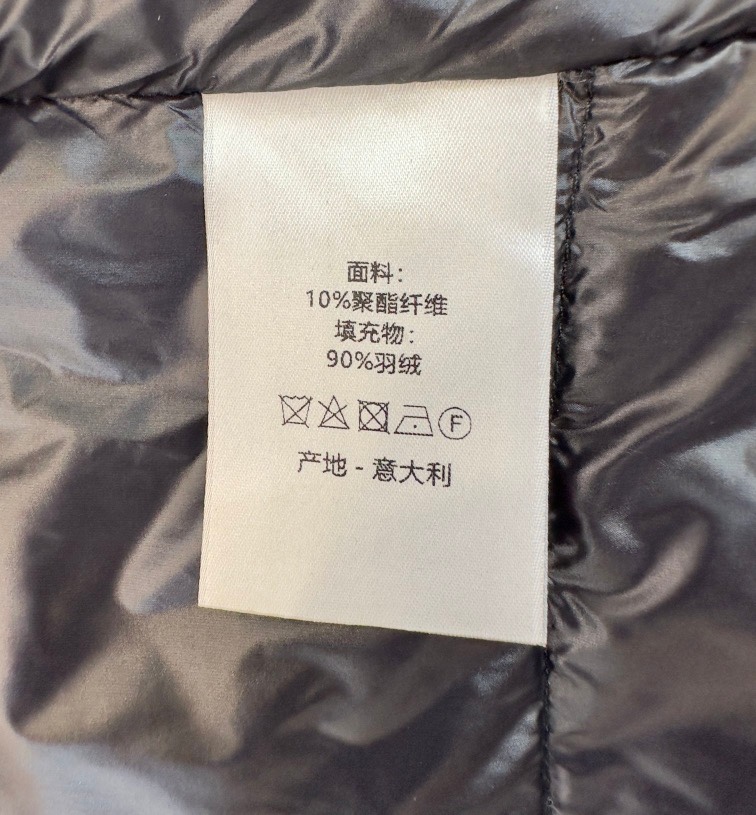 面料：
10%聚酯纤维
填充物：
90%羽绒
F
产地 - 意大利